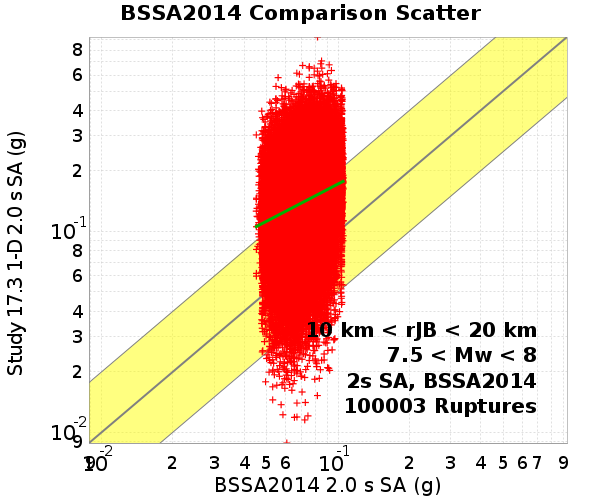 BSSA2014 Comparison Scatter
Study 17.3 1-D 2.0 s SA (g)
8
6
4
3
2
10^-1
8
6
4
3
2
10^-2
9
10 km < rJB < 20 km
7.5 < Mw < 8
2s SA, BSSA2014
100003 Ruptures
9 10^-2 2 3 4 5 6 10^-1 2 3 4 5 6 7 9
BSSA2014 2.0 s SA (g)